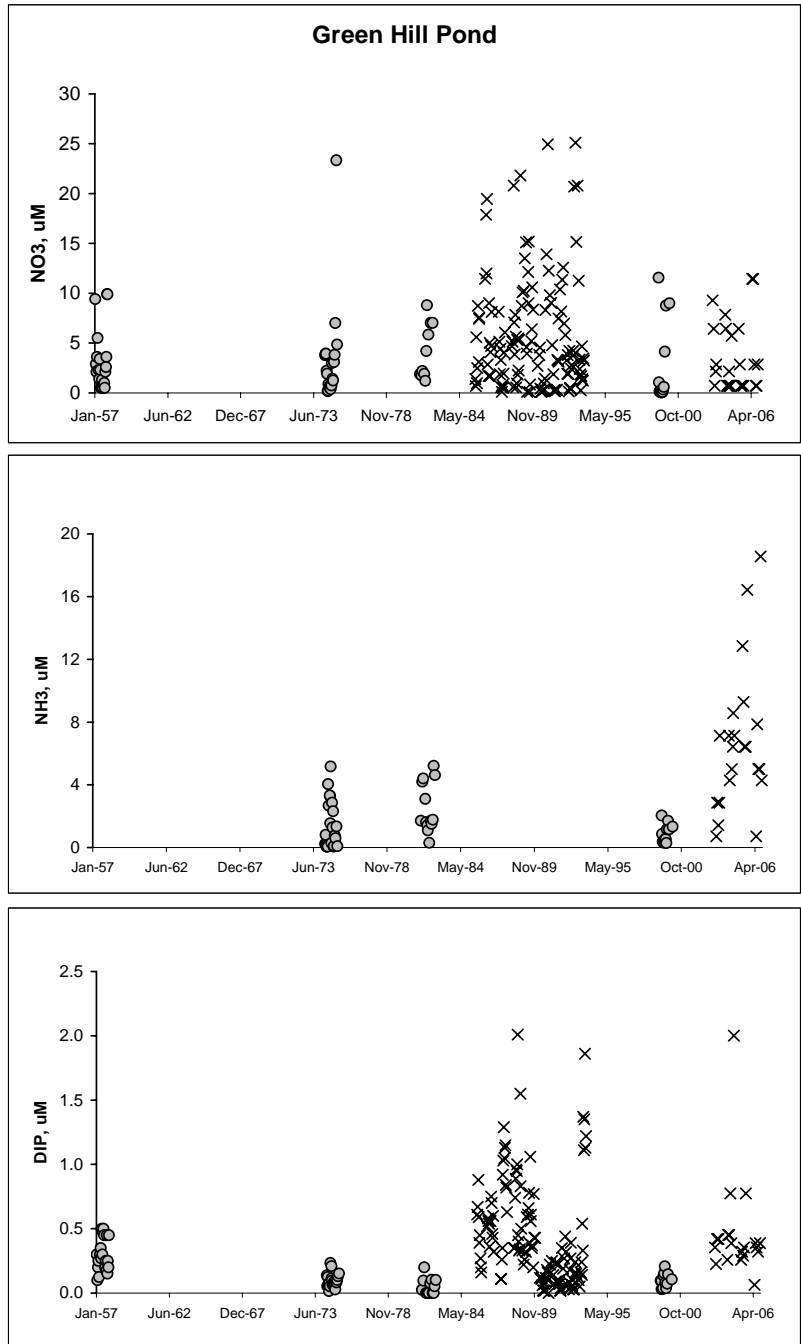 Green Hill Pond
30
25
20
15
10
5
0
NO3, uM
Jan-57 Jun-62 Dec-67 Jun-73 Nov-78 May-84 Nov-89 May-95 Oct-00 Apr-06
20
16
12
8
4
0
NH3, uM
Jan-57 Jun-62 Dec-67 Jun-73 Nov-78 May-84 Nov-89 May-95 Oct-00 Apr-06
2.5
2.0
1.5
1.0
0.5
0.0
DIP, uM
Jan-57 Jun-62 Dec-67 Jun-73 Nov-78 May-84 Nov-89 May-95 Oct-00 Apr-06